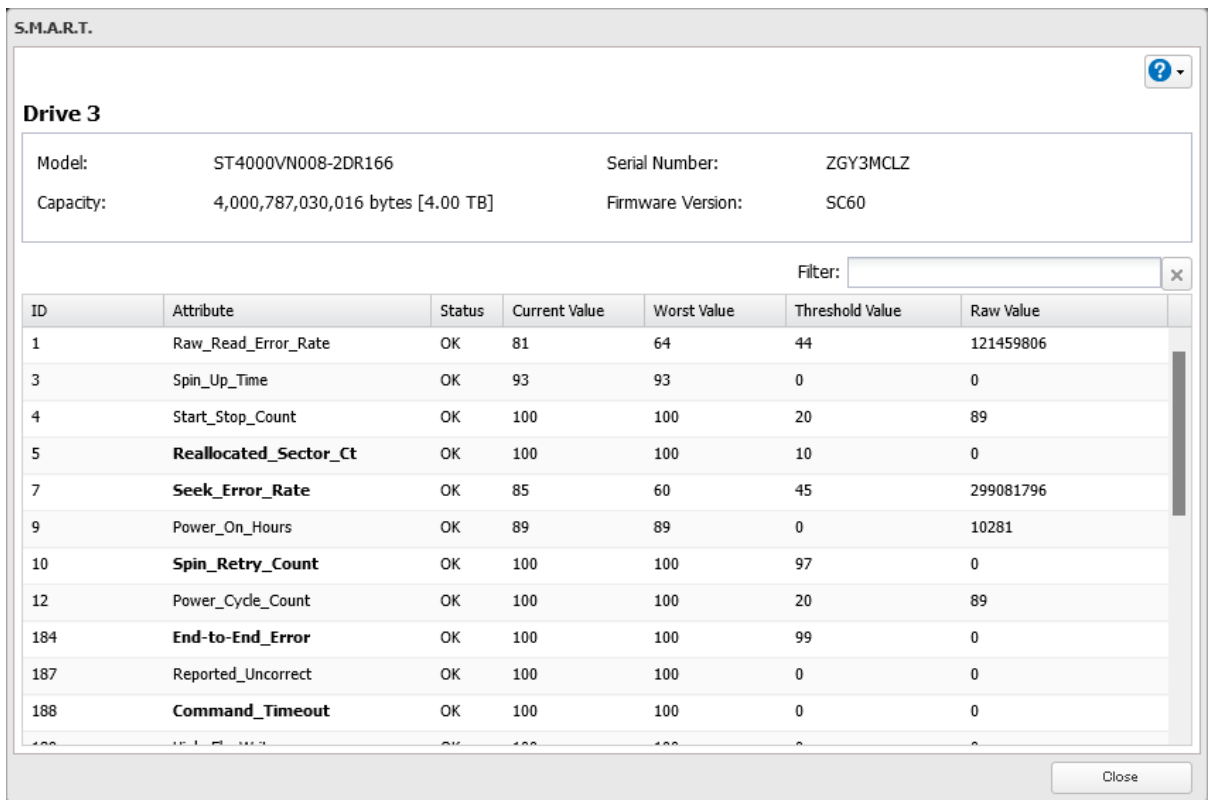 S.M.A.R.T.
Drive 3
Model: ST4000VN008-2DR166 Serial Number: ZGY3MCLZ
Capacity: 4,000,787,030,016 bytes [4.00 TB] Firmware Version: SC60
Filter:
ID Attribute Status Current Value Worst Value Threshold Value Raw Value
1 Raw_Read_Error_Rate OK 81 64 44 121459806
3 Spin_Up_Time OK 93 93 0 0
4 Start_Stop_Count OK 100 100 20 89
5 Reallocated_Sector_Ct OK 100 100 10 0
7 Seek_Error_Rate OK 85 60 45 299081796
9 Power_On_Hours OK 89 89 0 10281
10 Spin_Retry_Count OK 100 100 97 0
12 Power_Cycle_Count OK 100 100 20 89
184 End-to-End_Error OK 100 100 99 0
187 Reported_Uncorrect OK 100 100 0 0
188 Command_Timeout OK 100 100 0 0
Close